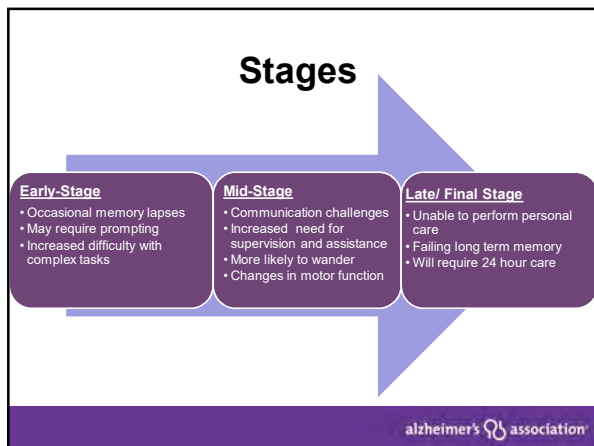 Stages
Early-Stage
• Occasional memory lapses
• May require prompting
• Increased difficulty with
complex tasks
Mid-Stage
• Communication challenges
• Increased need for
supervision and assistance
• More likely to wander
• Changes in motor function
Late/ Final Stage
• Unable to perform personal
care
• Failing long term memory
• Will require 24 hour care
alzheimer's association®